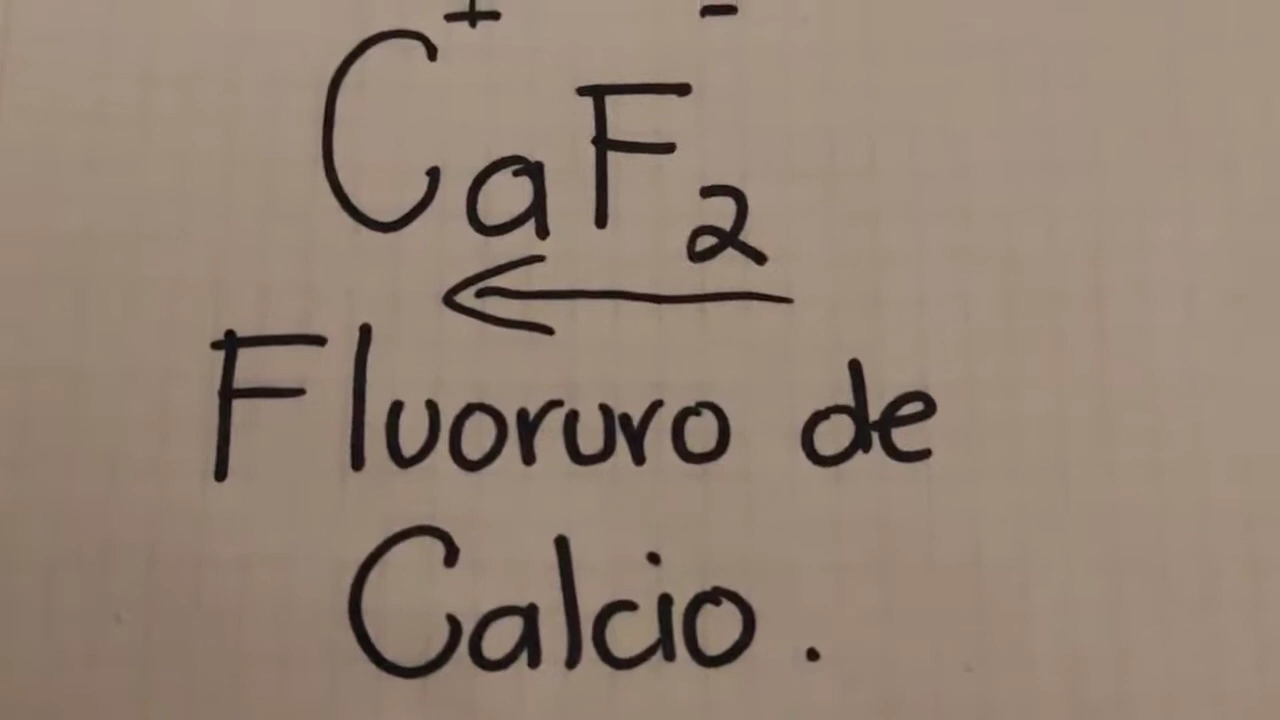 + -
CaF₂
←
Fluoruro de
Calcio.